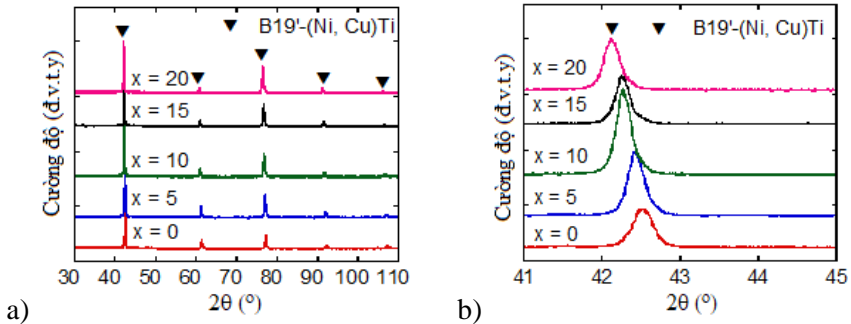 ▼ B19'-(Ni, Cu)Ti
Cường độ (đ.v.t.y)
x = 20
x = 15
x = 10
x = 5
x = 0
30 40 50 60 70 80 90 100 110
2θ (°)
a)
▼ B19'-(Ni, Cu)Ti
Cường độ (đ.v.t.y)
x = 20
x = 15
x = 10
x = 5
x = 0
41 42 43 44 45
2θ (°)
b)